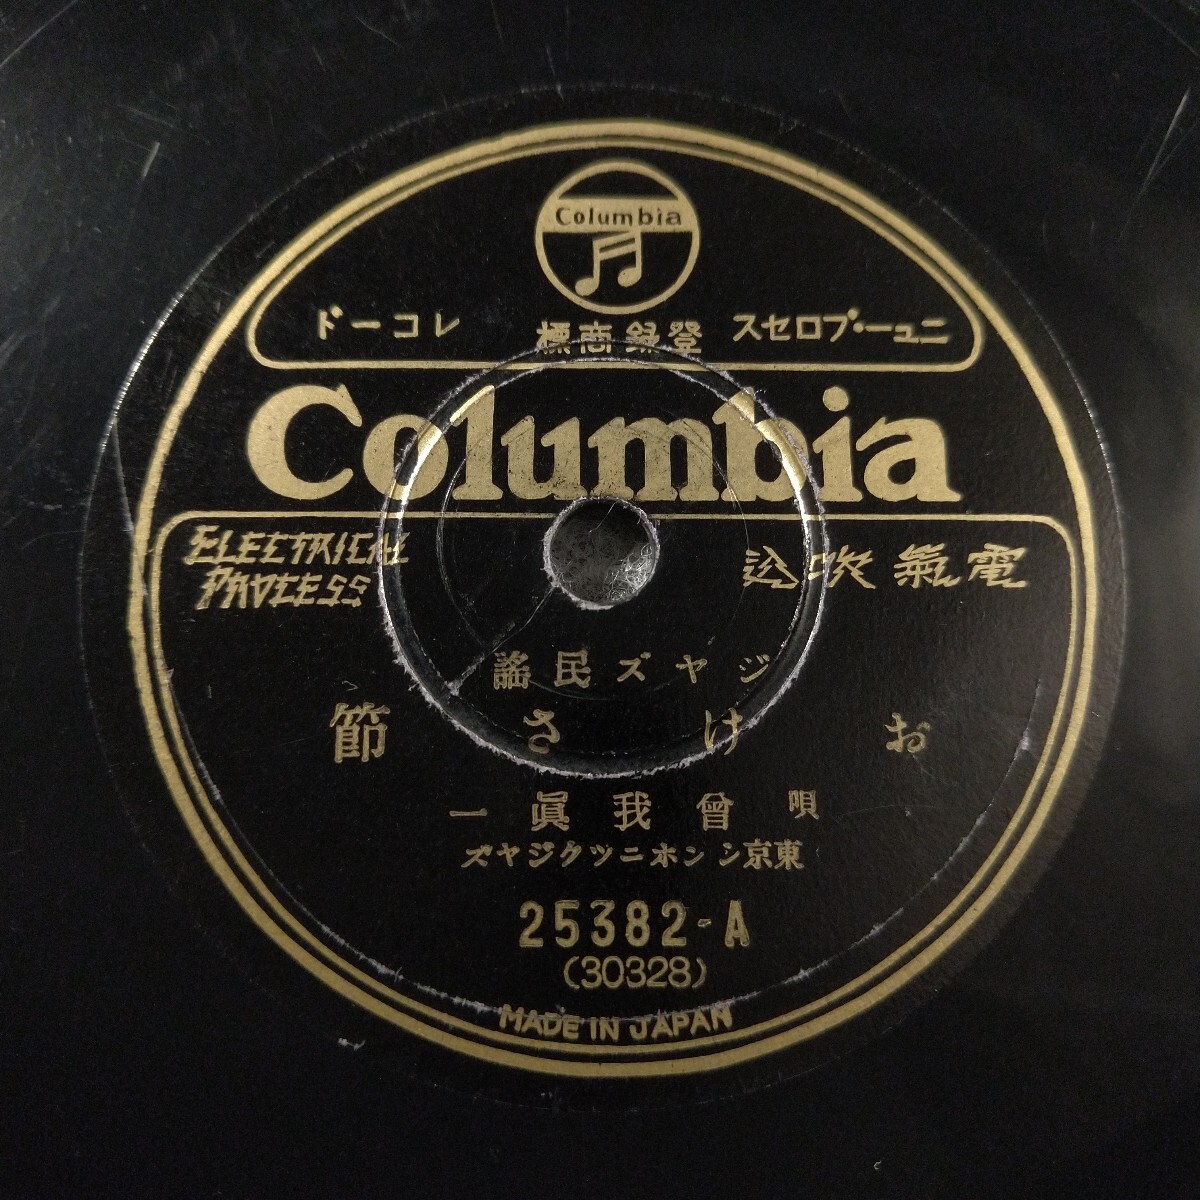 Columbia
ニュー・プロセス 登録商標 レコード
Columbia
ELECTRICAL PROCESS
電氣吹込
ジヤズ民謠
おけさ節
唄 曾我眞一
東京シンホニツクジヤズ
25382-A
(30328)
MADE IN JAPAN